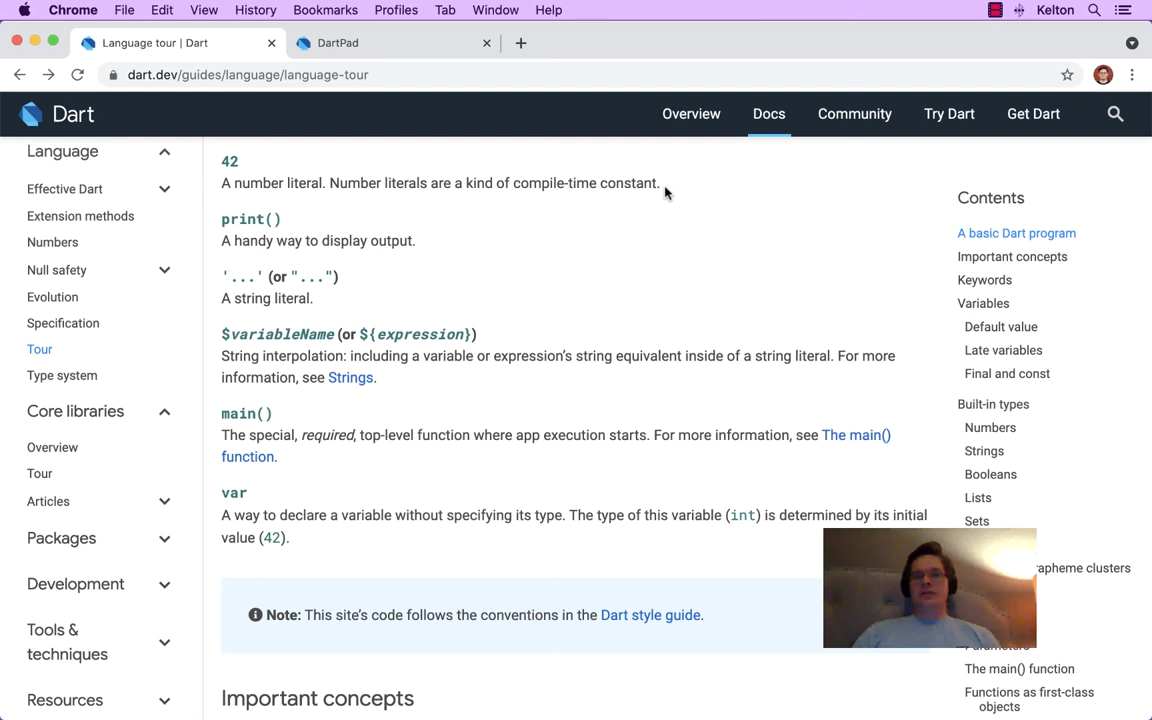 Chrome File Edit View History Bookmarks Profiles Tab Window Help Kelton
Language tour | Dart
DartPad
dart.dev/guides/language/language-tour
Dart
Overview Docs Community Try Dart Get Dart
Language
Effective Dart
Extension methods
Numbers
Null safety
Evolution
Specification
Tour
Type system
Core libraries
Overview
Tour
Articles
Packages
Development
Tools &
techniques
Resources
42
A number literal. Number literals are a kind of compile-time constant.
print()
A handy way to display output.
'...' (or "...")
A string literal.
$variableName (or ${expression})
String interpolation: including a variable or expression's string equivalent inside of a string literal. For more
information, see Strings.
main()
The special, required, top-level function where app execution starts. For more information, see The main()
function.
var
A way to declare a variable without specifying its type. The type of this variable (int) is determined by its initial
value (42).
Note: This site's code follows the conventions in the Dart style guide.
Important concepts
Contents
A basic Dart program
Important concepts
Keywords
Variables
Default value
Late variables
Final and const
Built-in types
Numbers
Strings
Booleans
Lists
Sets
rapheme clusters
Parameters
The main() function
Functions as first-class
objects